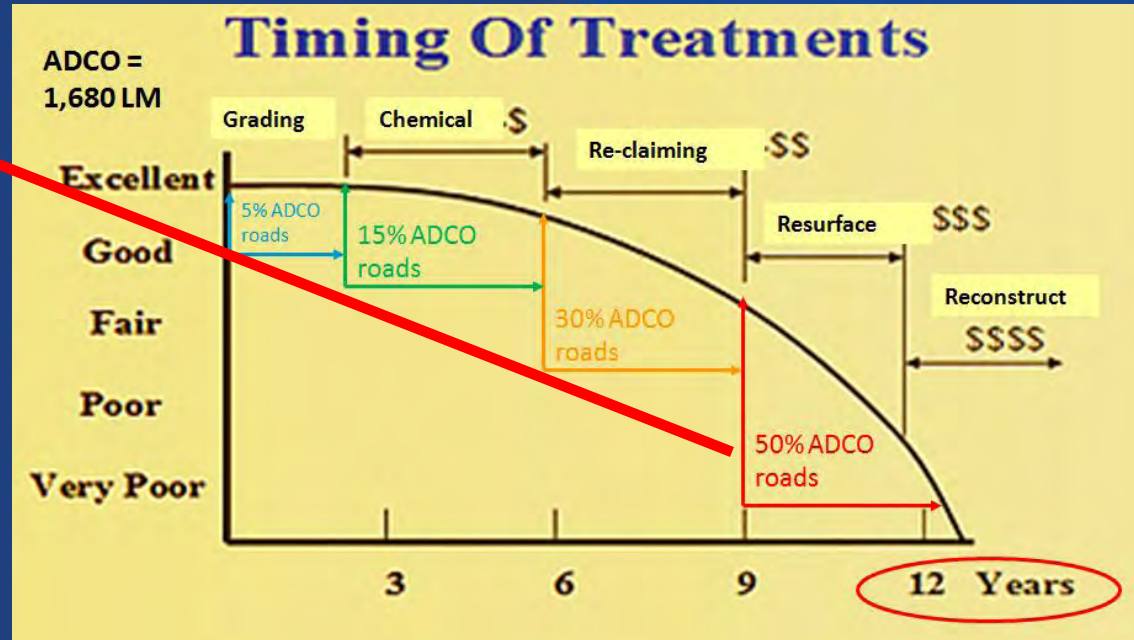 Timing Of Treatments
ADCO =
1,680 LM
Grading
Chemical
$
Re-claiming
$$
Resurface
$$$
Reconstruct
$$$$
Excellent
Good
Fair
Poor
Very Poor
5% ADCO
roads
15% ADCO
roads
30% ADCO
roads
50% ADCO
roads
3 6 9 12 Years